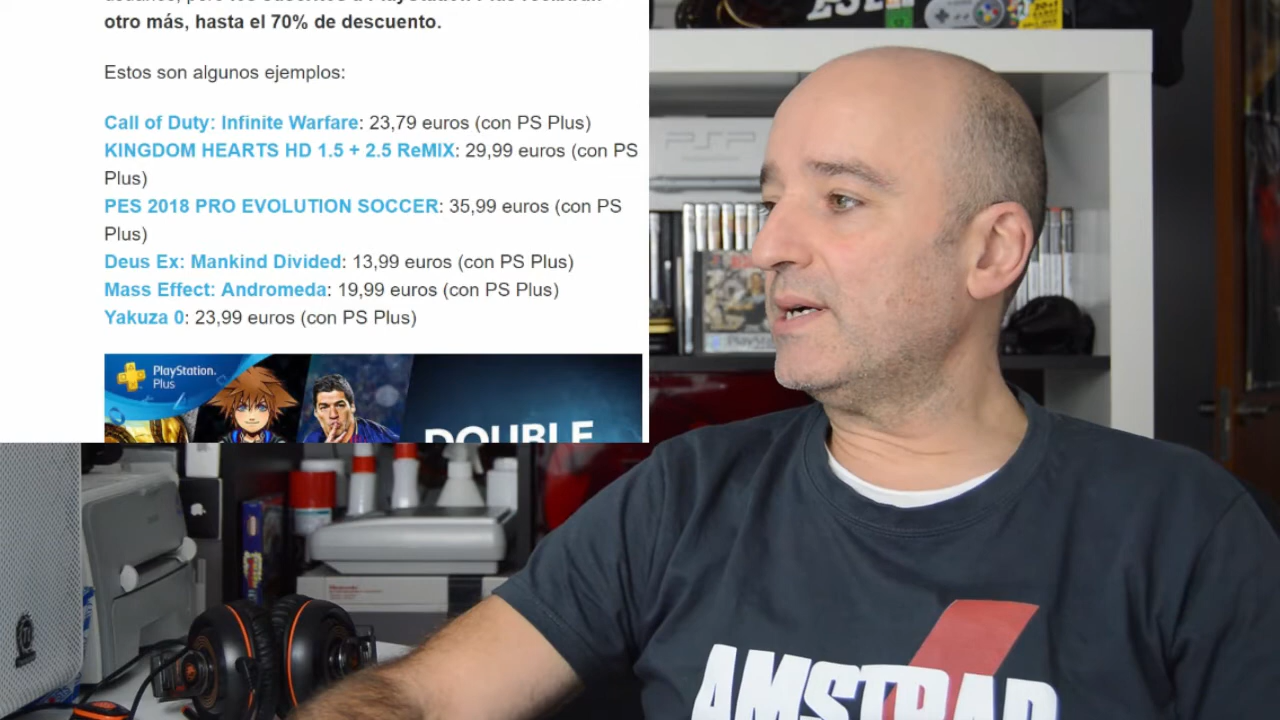 otro más, hasta el 70% de descuento.
Estos son algunos ejemplos:
Call of Duty: Infinite Warfare: 23,79 euros (con PS Plus)
KINGDOM HEARTS HD 1.5 + 2.5 ReMIX: 29,99 euros (con PS
Plus)
PES 2018 PRO EVOLUTION SOCCER: 35,99 euros (con PS
Plus)
Deus Ex: Mankind Divided: 13,99 euros (con PS Plus)
Mass Effect: Andromeda: 19,99 euros (con PS Plus)
Yakuza 0: 23,99 euros (con PS Plus)
PlayStation.
Plus
DOUBLE
PSP
PlayStation
Nintendo
AMSTRAD